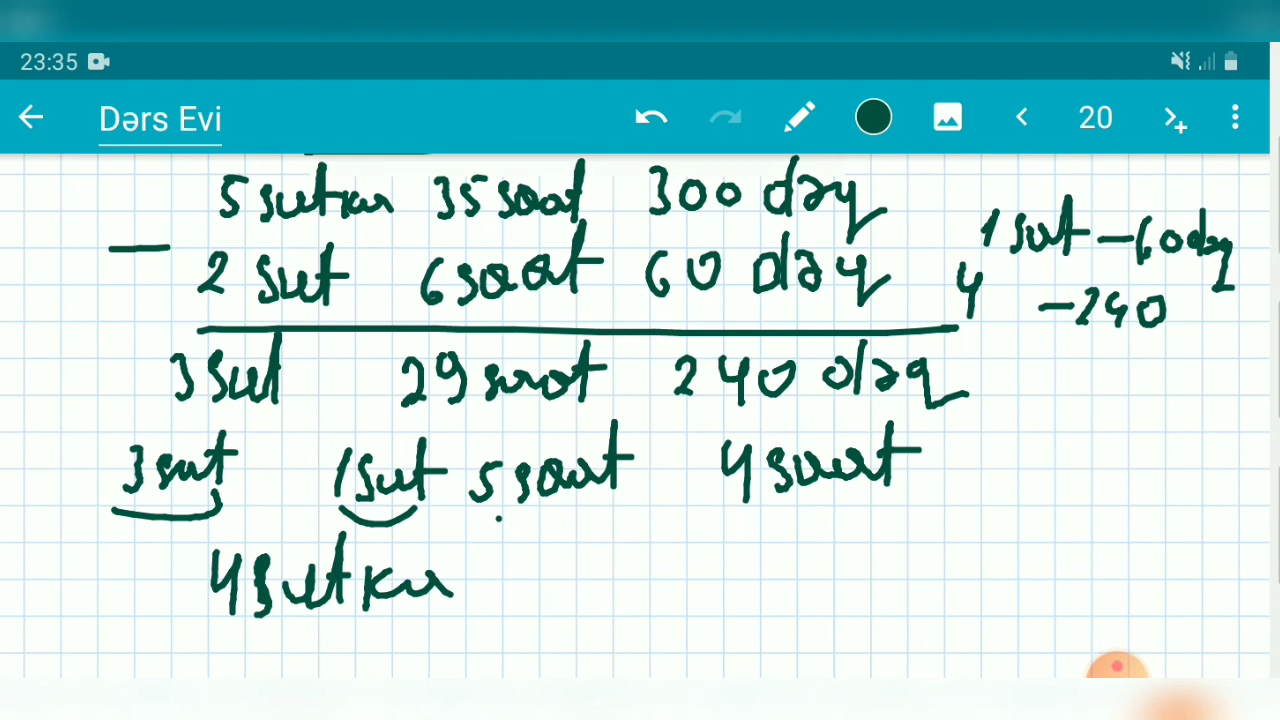 23:35
Dərs Evi 20
5 sutka 35 saat 300 dəq
— 2 sut 6 saat 60 dəq
1 sut – 60 dəq
4 – 240
3 sut 29 saat 240 dəq
3 sut 1 sut 5 saat 4 saat
4 sutka